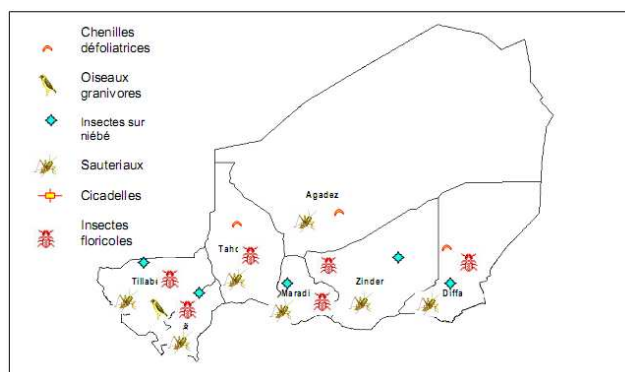 Chenilles
défoliatrices
Oiseaux
granivores
Insectes sur
niébé
Sauteriaux
Cicadelles
Insectes
floricoles
Agadez
Tillabé
Maradi
Zinder
Diffa